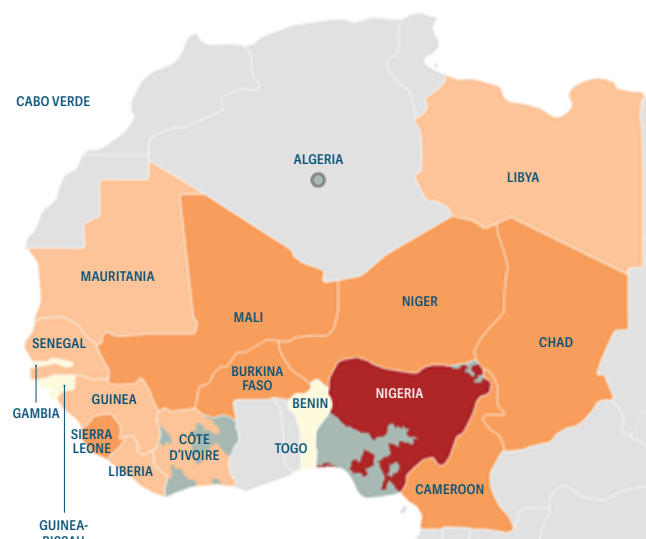 CABO VERDE
ALGERIA
LIBYA
MAURITANIA
MALI
NIGER
CHAD
SENEGAL
BURKINA
FASO
NIGERIA
GUINEA
BENIN
GAMBIA
SIERRA
LEONE
CÔTE
D'IVOIRE
TOGO
LIBERIA
CAMEROON
GUINEA-